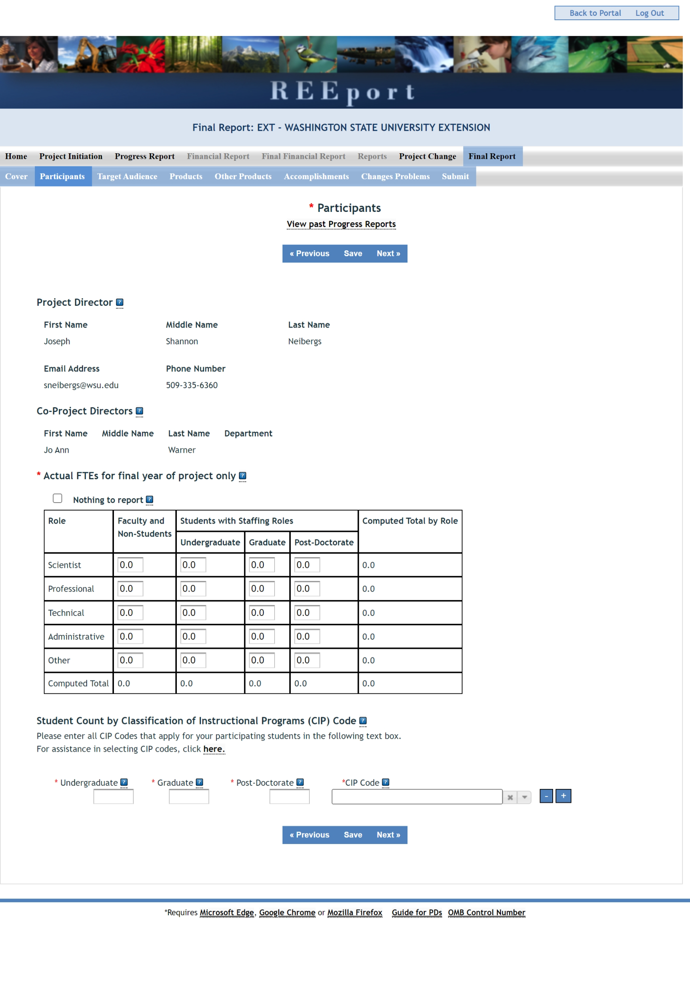 Back to Portal Log Out
REEport
Final Report: EXT - WASHINGTON STATE UNIVERSITY EXTENSION
Home Project Initiation Progress Report Financial Report Final Financial Report Reports Project Change Final Report
Cover Participants Target Audience Products Other Products Accomplishments Changes Problems Submit
* Participants
View past Progress Reports
« Previous Save Next »
Project Director ?
First Name Middle Name Last Name
Joseph Shannon Neibergs
Email Address Phone Number
sneibergs@wsu.edu 509-335-6360
Co-Project Directors ?
First Name Middle Name Last Name Department
Jo Ann Warner
* Actual FTEs for final year of project only ?
Nothing to report ?
Role Faculty and Non-Students Students with Staffing Roles Computed Total by Role
Undergraduate Graduate Post-Doctorate
Scientist 0.0 0.0 0.0 0.0 0.0
Professional 0.0 0.0 0.0 0.0 0.0
Technical 0.0 0.0 0.0 0.0 0.0
Administrative 0.0 0.0 0.0 0.0 0.0
Other 0.0 0.0 0.0 0.0 0.0
Computed Total 0.0 0.0 0.0 0.0 0.0
Student Count by Classification of Instructional Programs (CIP) Code ?
Please enter all CIP Codes that apply for your participating students in the following text box.
For assistance in selecting CIP codes, click here.
* Undergraduate ? * Graduate ? * Post-Doctorate ? *CIP Code ?
- +
« Previous Save Next »
*Requires Microsoft Edge, Google Chrome or Mozilla Firefox Guide for PDs OMB Control Number